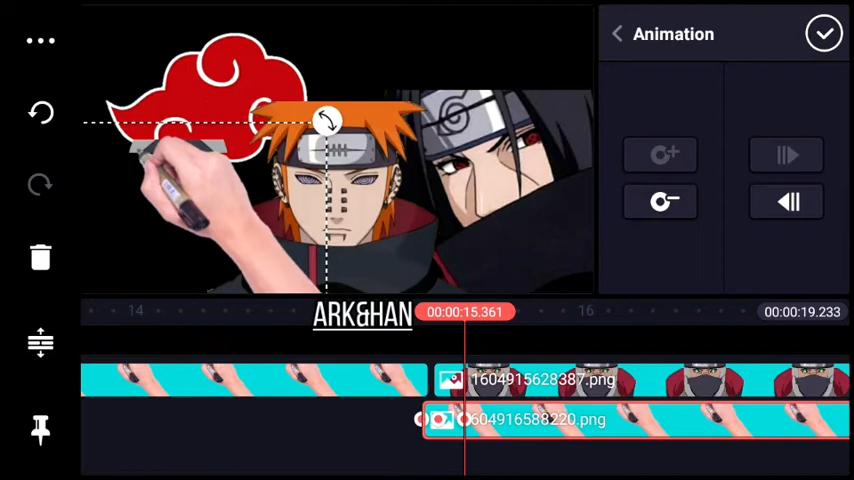 Animation
14
ARK&HAN
00:00:15.361
16
00:00:19.233
1604915628387.png
604916588220.png